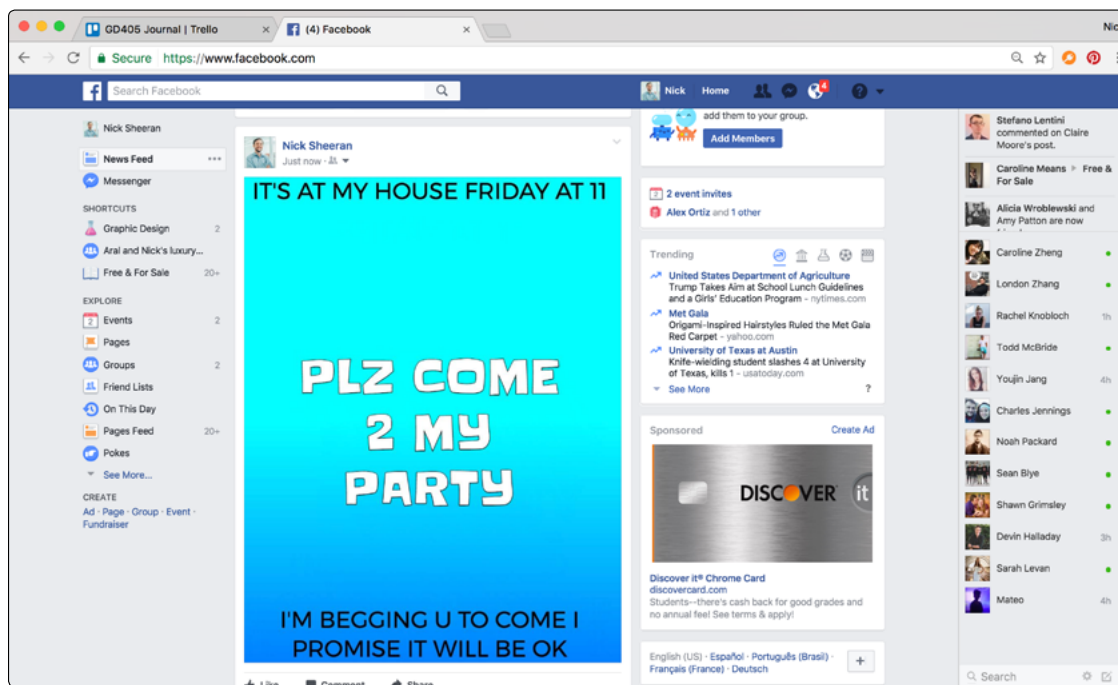 GD405 Journal | Trello
(4) Facebook
Nic
Secure https://www.facebook.com
Search Facebook
Nick Home
4
Nick Sheeran
News Feed
Messenger
SHORTCUTS
Graphic Design 2
Aral and Nick's luxury...
Free & For Sale 20+
EXPLORE
Events 2
Pages
Groups 2
Friend Lists
On This Day
Pages Feed 20+
Pokes
See More...
CREATE
Ad · Page · Group · Event ·
Fundraiser
Nick Sheeran
Just now
IT'S AT MY HOUSE FRIDAY AT 11
PLZ COME
2 MY
PARTY
I'M BEGGING U TO COME I
PROMISE IT WILL BE OK
Like Comment Share
add them to your group.
Add Members
2 event invites
Alex Ortiz and 1 other
Trending
United States Department of Agriculture
Trump Takes Aim at School Lunch Guidelines
and a Girls' Education Program - nytimes.com
Met Gala
Origami-Inspired Hairstyles Ruled the Met Gala
Red Carpet - yahoo.com
University of Texas at Austin
Knife-wielding student slashes 4 at University
of Texas, kills 1 - usatoday.com
See More ?
Sponsored Create Ad
DISCOVER it
Discover it® Chrome Card
discovercard.com
Students--there's cash back for good grades and
no annual fee! See terms & apply!
English (US) · Español · Português (Brasil) ·
Français (France) · Deutsch
Stefano Lentini
commented on Claire
Moore's post.
Caroline Means ▸ Free &
For Sale
Alicia Wroblewski and
Amy Patton are now
Caroline Zheng
London Zhang
Rachel Knobloch 1h
Todd McBride
Youjin Jang 4h
Charles Jennings
Noah Packard
Sean Blye
Shawn Grimsley
Devin Halladay 3h
Sarah Levan
Mateo 4h
Search